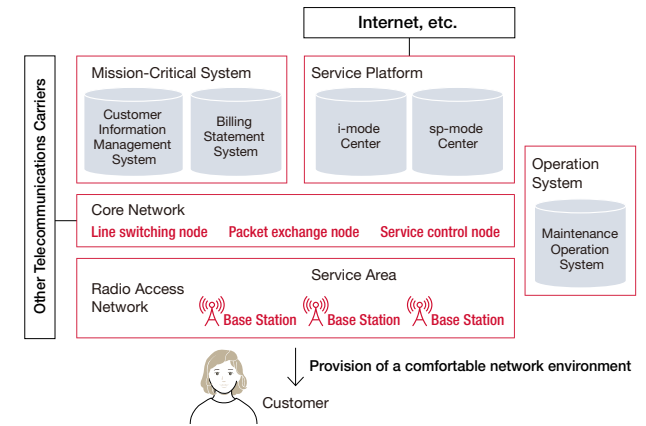 Internet, etc.
Other Telecommunications Carriers
Mission-Critical System
Customer
Information
Management
System
Billing
Statement
System
Service Platform
i-mode
Center
sp-mode
Center
Operation
System
Maintenance
Operation
System
Core Network
Line switching node
Packet exchange node
Service control node
Service Area
Radio Access
Network
Base Station
Base Station
Base Station
Provision of a comfortable network environment
Customer